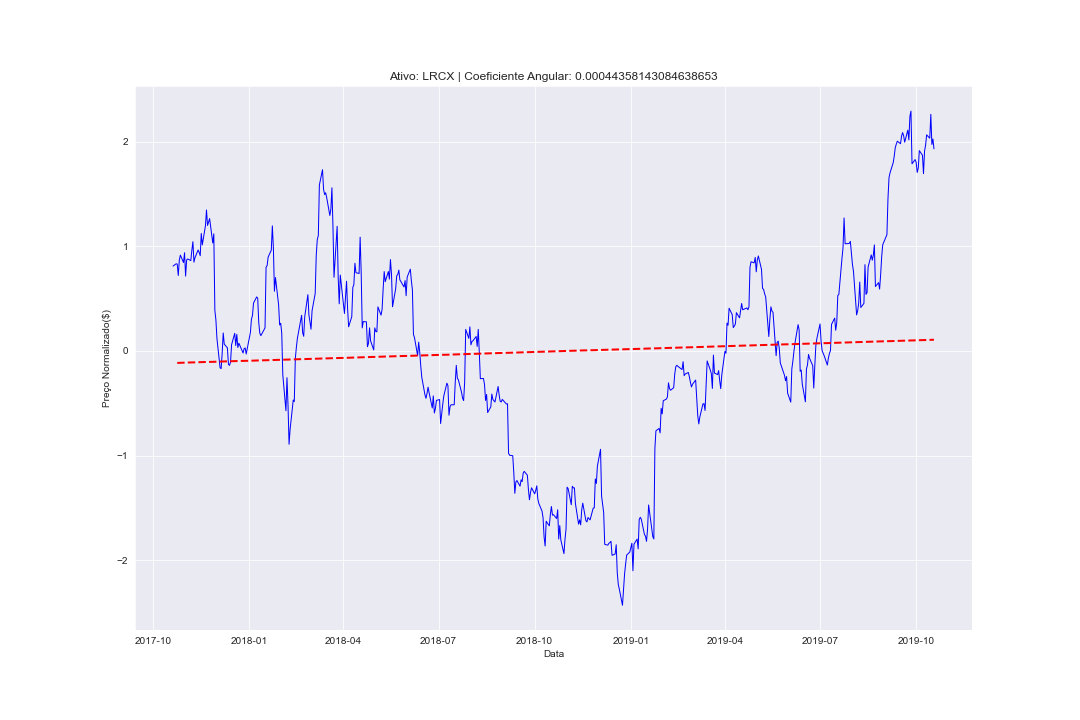 Ativo: LRCX | Coeficiente Angular: 0.00044358143084638653
Preço Normalizado($)
2
1
0
−1
−2
2017-10 2018-01 2018-04 2018-07 2018-10 2019-01 2019-04 2019-07 2019-10
Data